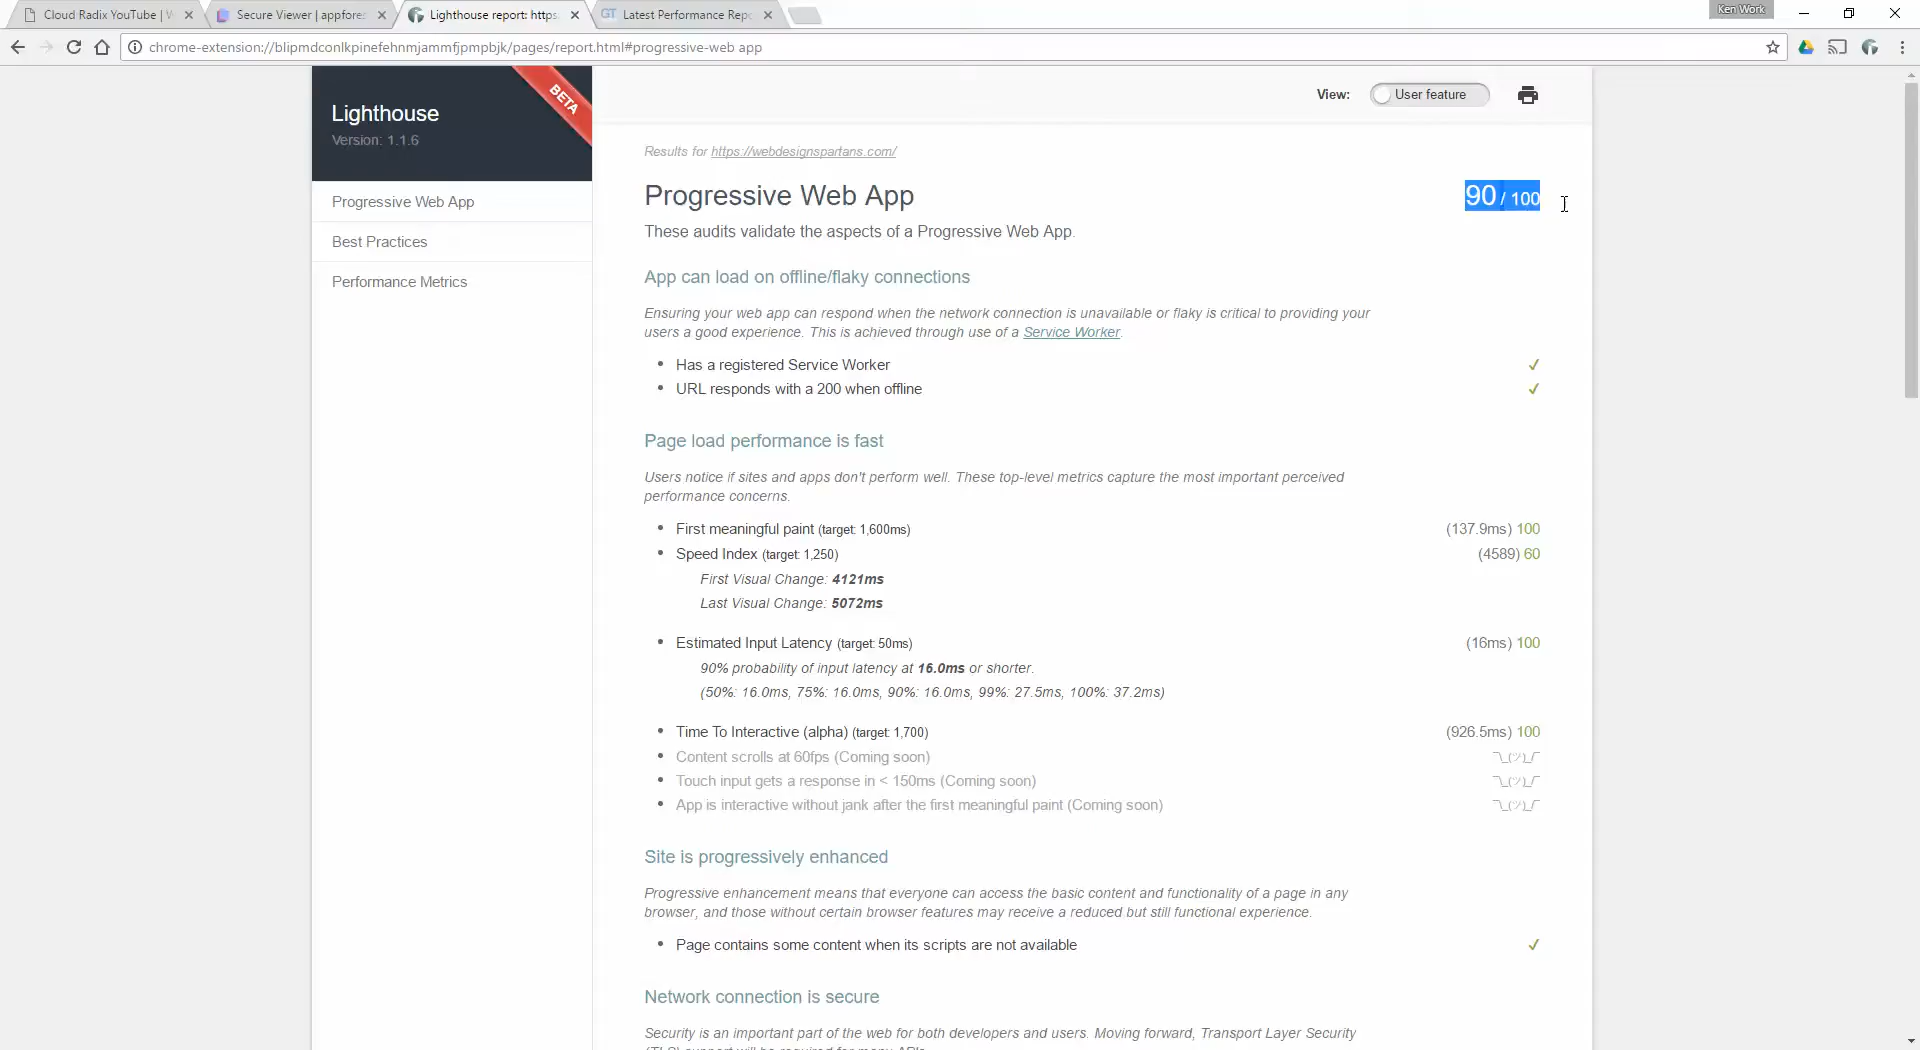 Cloud Radix YouTube | W
Secure Viewer | appfores
Lighthouse report: https
GT Latest Performance Repo
Ken Work
chrome-extension://blipmdconlkpinefehnmjammfjpmpbjk/pages/report.html#progressive-web app
Lighthouse
Version: 1.1.6
BETA
Progressive Web App
Best Practices
Performance Metrics
View: User feature
Results for https://webdesignspartans.com/
Progressive Web App 90 / 100
These audits validate the aspects of a Progressive Web App.
App can load on offline/flaky connections
Ensuring your web app can respond when the network connection is unavailable or flaky is critical to providing your
users a good experience. This is achieved through use of a Service Worker.
• Has a registered Service Worker ✓
• URL responds with a 200 when offline ✓
Page load performance is fast
Users notice if sites and apps don't perform well. These top-level metrics capture the most important perceived
performance concerns.
• First meaningful paint (target: 1,600ms) (137.9ms) 100
• Speed Index (target: 1,250) (4589) 60
First Visual Change: 4121ms
Last Visual Change: 5072ms
• Estimated Input Latency (target: 50ms) (16ms) 100
90% probability of input latency at 16.0ms or shorter.
(50%: 16.0ms, 75%: 16.0ms, 90%: 16.0ms, 99%: 27.5ms, 100%: 37.2ms)
• Time To Interactive (alpha) (target: 1,700) (926.5ms) 100
• Content scrolls at 60fps (Coming soon) ¯\_(ツ)_/¯
• Touch input gets a response in < 150ms (Coming soon) ¯\_(ツ)_/¯
• App is interactive without jank after the first meaningful paint (Coming soon) ¯\_(ツ)_/¯
Site is progressively enhanced
Progressive enhancement means that everyone can access the basic content and functionality of a page in any
browser, and those without certain browser features may receive a reduced but still functional experience.
• Page contains some content when its scripts are not available ✓
Network connection is secure
Security is an important part of the web for both developers and users. Moving forward, Transport Layer Security
(TLS) support will be required for many APIs.